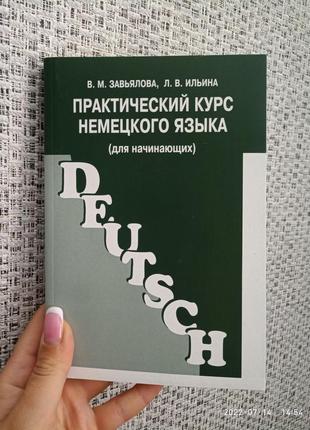 В. М. ЗАВЬЯЛОВА, Л. В. ИЛЬИНА
ПРАКТИЧЕСКИЙ КУРС
НЕМЕЦКОГО ЯЗЫКА
(для начинающих)
DEUTSCH
2022-07-14 14:54